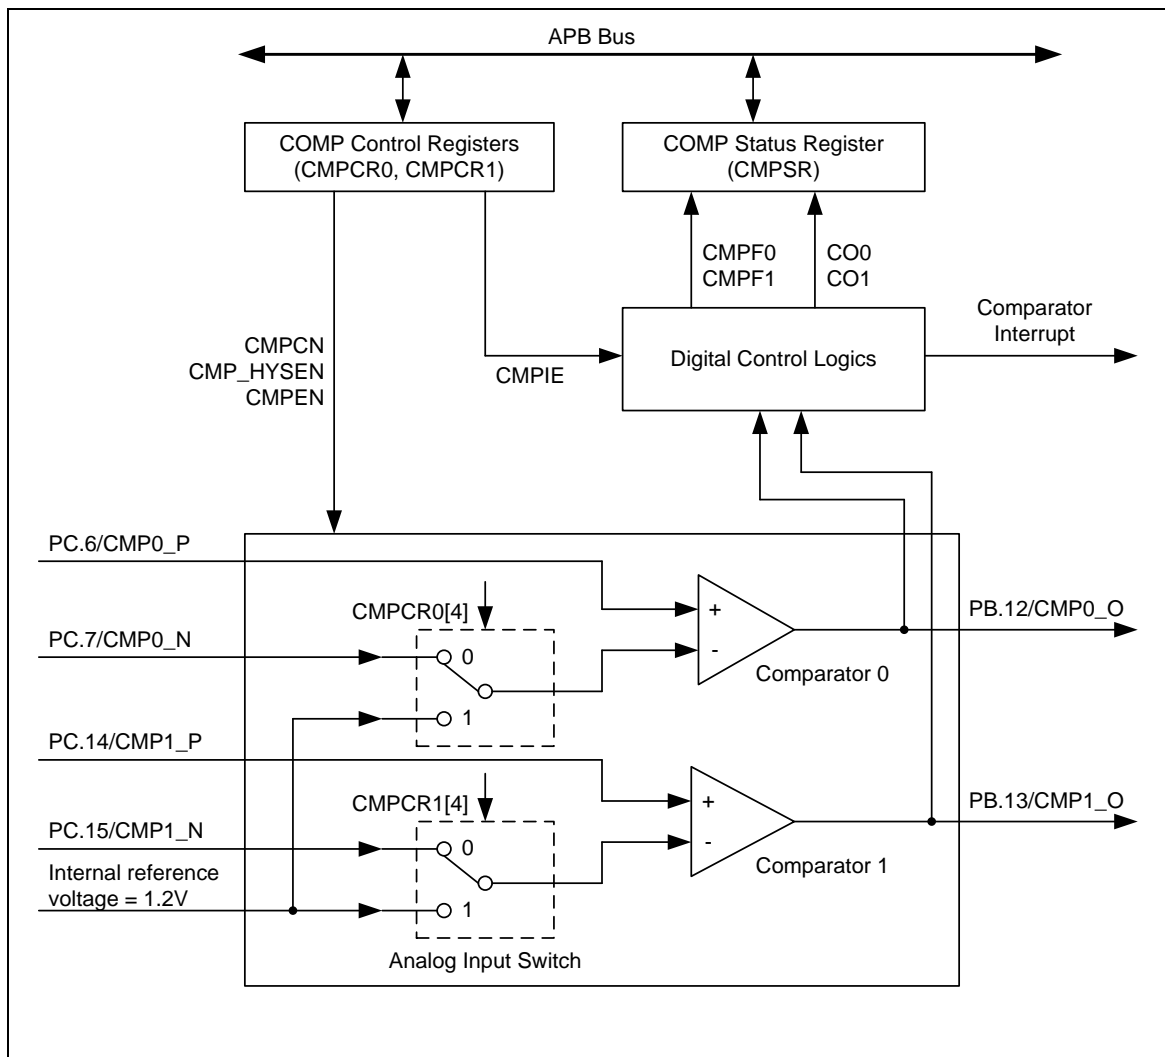 APB Bus
COMP Control Registers
(CMPCR0, CMPCR1)
COMP Status Register
(CMPSR)
CMPF0
CMPF1
CO0
CO1
CMPCN
CMP_HYSEN
CMPEN
CMPIE
Digital Control Logics
Comparator
Interrupt
PC.6/CMP0_P
CMPCR0[4]
PC.7/CMP0_N
0
1
+
-
Comparator 0
PB.12/CMP0_O
PC.14/CMP1_P
CMPCR1[4]
PC.15/CMP1_N
0
1
+
-
Comparator 1
PB.13/CMP1_O
Internal reference
voltage = 1.2V
Analog Input Switch